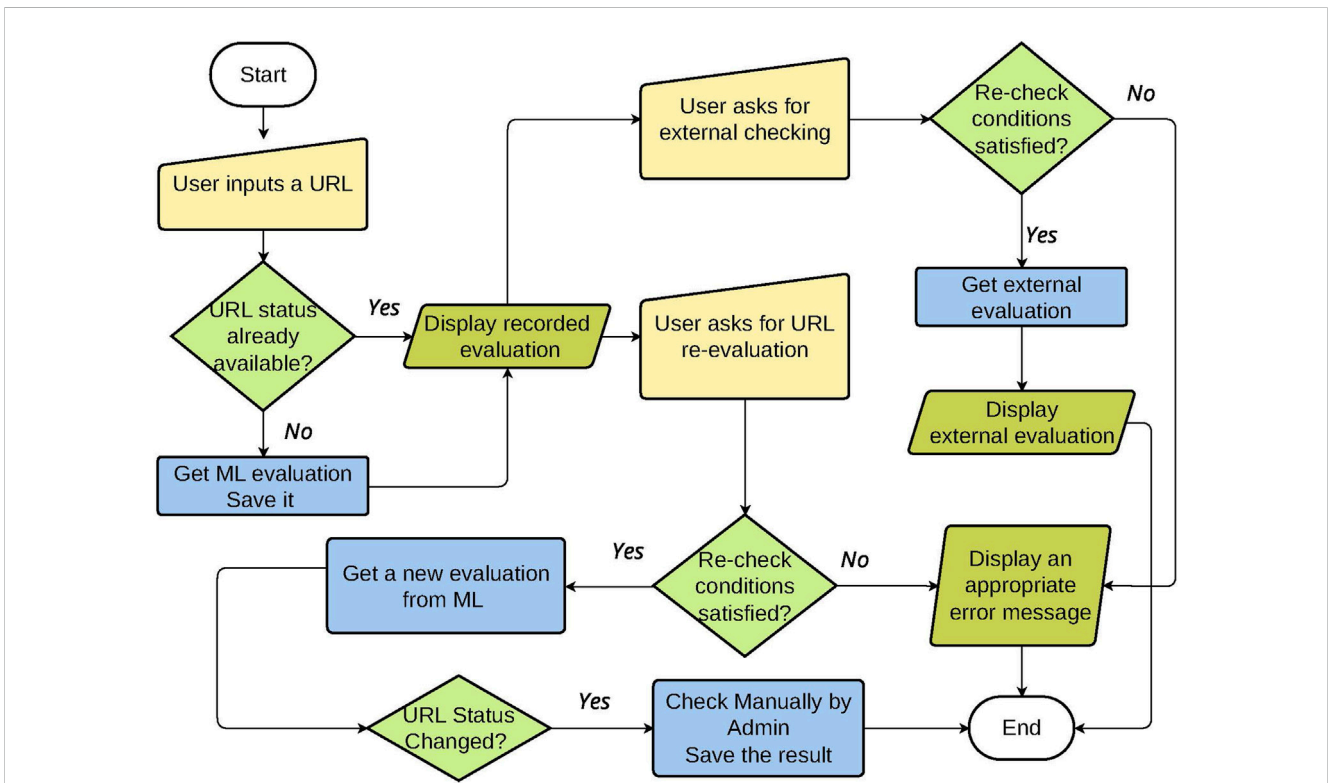 Start
User inputs a URL
URL status
already
available?
Yes
No
Get ML evaluation
Save it
Display recorded
evaluation
User asks for
external checking
Re-check
conditions
satisfied?
No
Yes
Get external
evaluation
Display
external evaluation
User asks for URL
re-evaluation
Re-check
conditions
satisfied?
Yes
No
Get a new evaluation
from ML
Display an
appropriate
error message
URL Status
Changed?
Yes
Check Manually by
Admin
Save the result
End